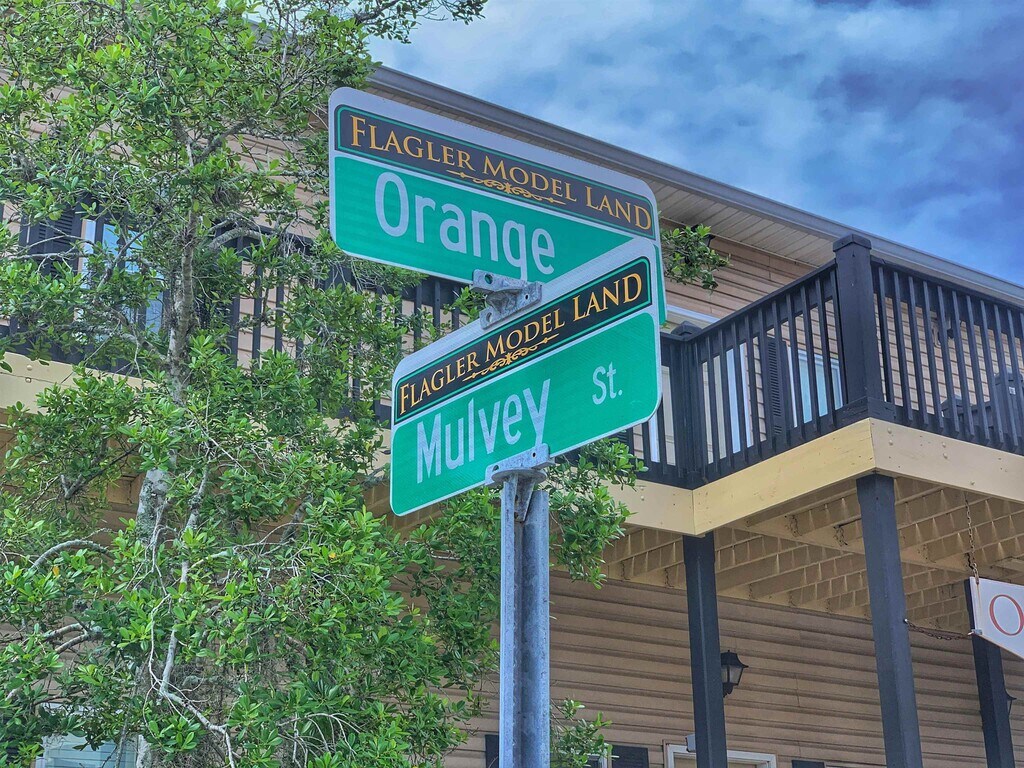 FLAGLER MODEL LAND
Orange
FLAGLER MODEL LAND
Mulvey St.
O